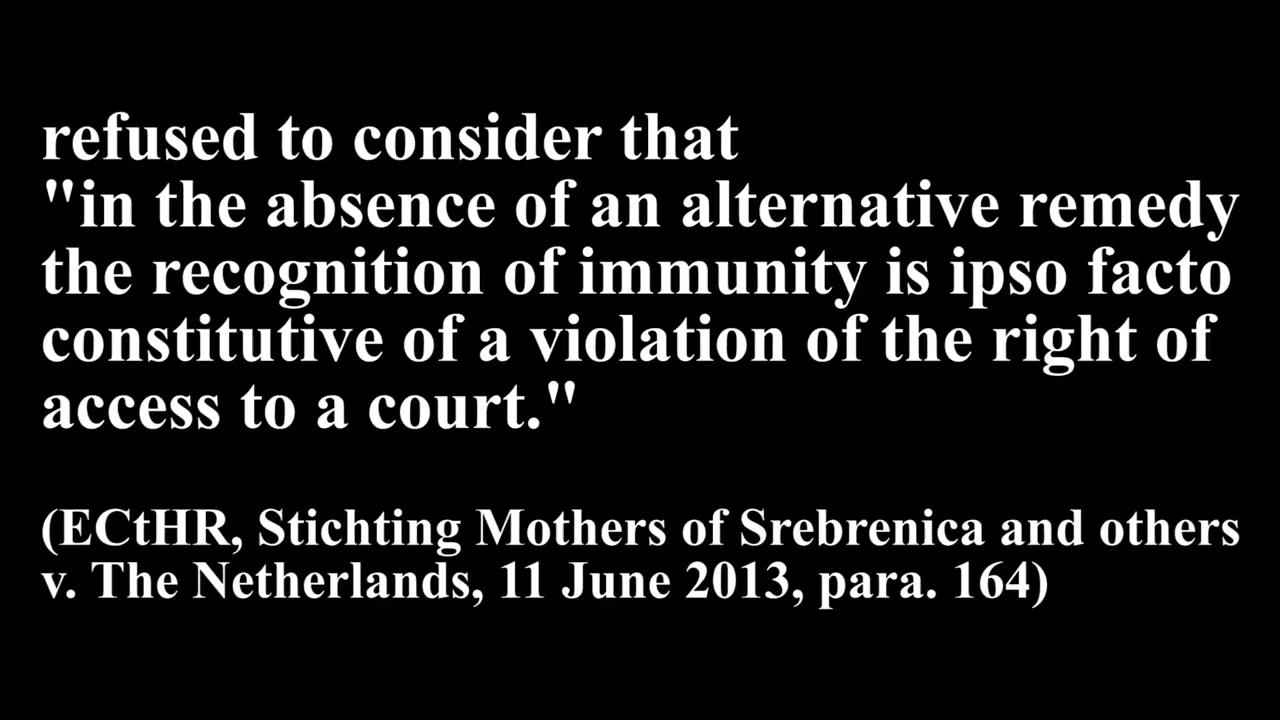 refused to consider that
"in the absence of an alternative remedy
the recognition of immunity is ipso facto
constitutive of a violation of the right of
access to a court."
(ECtHR, Stichting Mothers of Srebrenica and others
v. The Netherlands, 11 June 2013, para. 164)